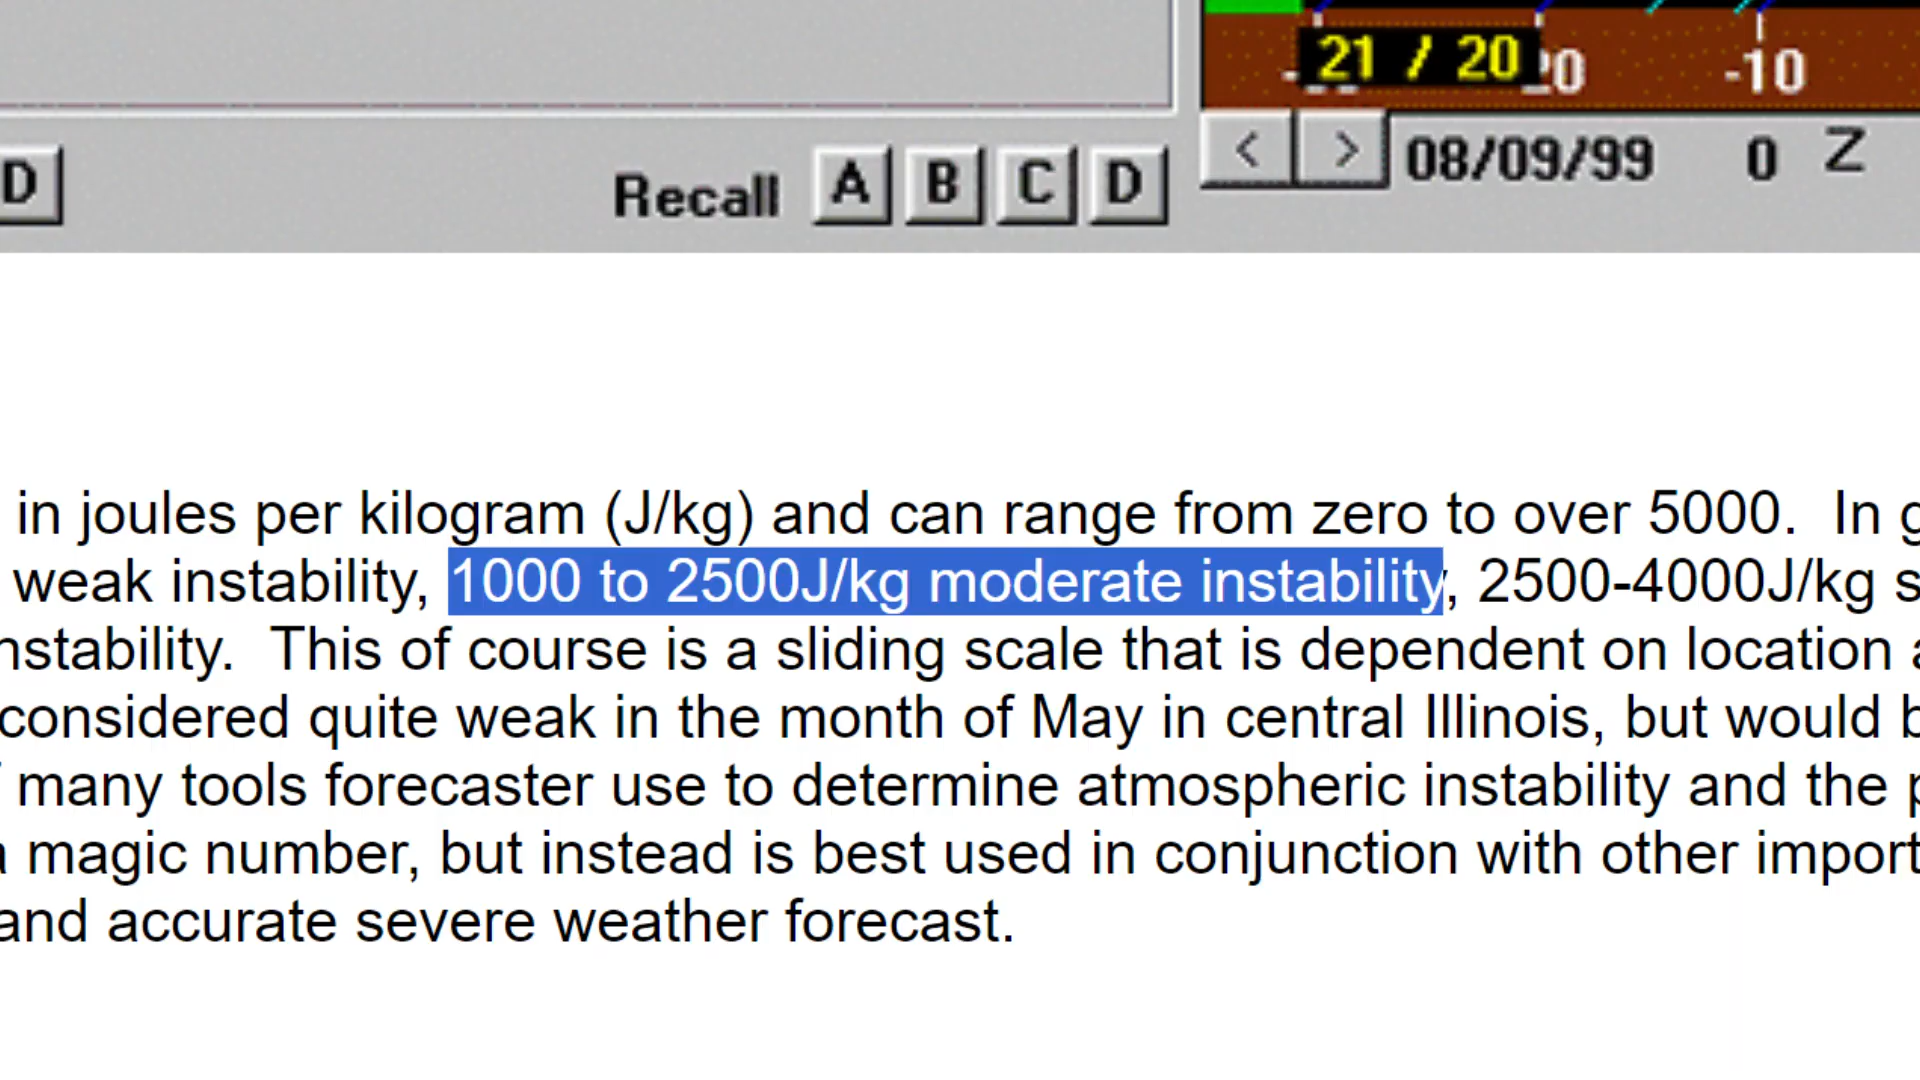 21 / 20
-10
D
Recall A B C D < > 08/09/99 0 Z
in joules per kilogram (J/kg) and can range from zero to over 5000. In
weak instability, 1000 to 2500J/kg moderate instability, 2500-4000J/kg
This of course is a sliding scale that is dependent on location
considered quite weak in the month of May in central Illinois, but would
many tools forecaster use to determine atmospheric instability and the
magic number, but instead is best used in conjunction with other
and accurate severe weather forecast.